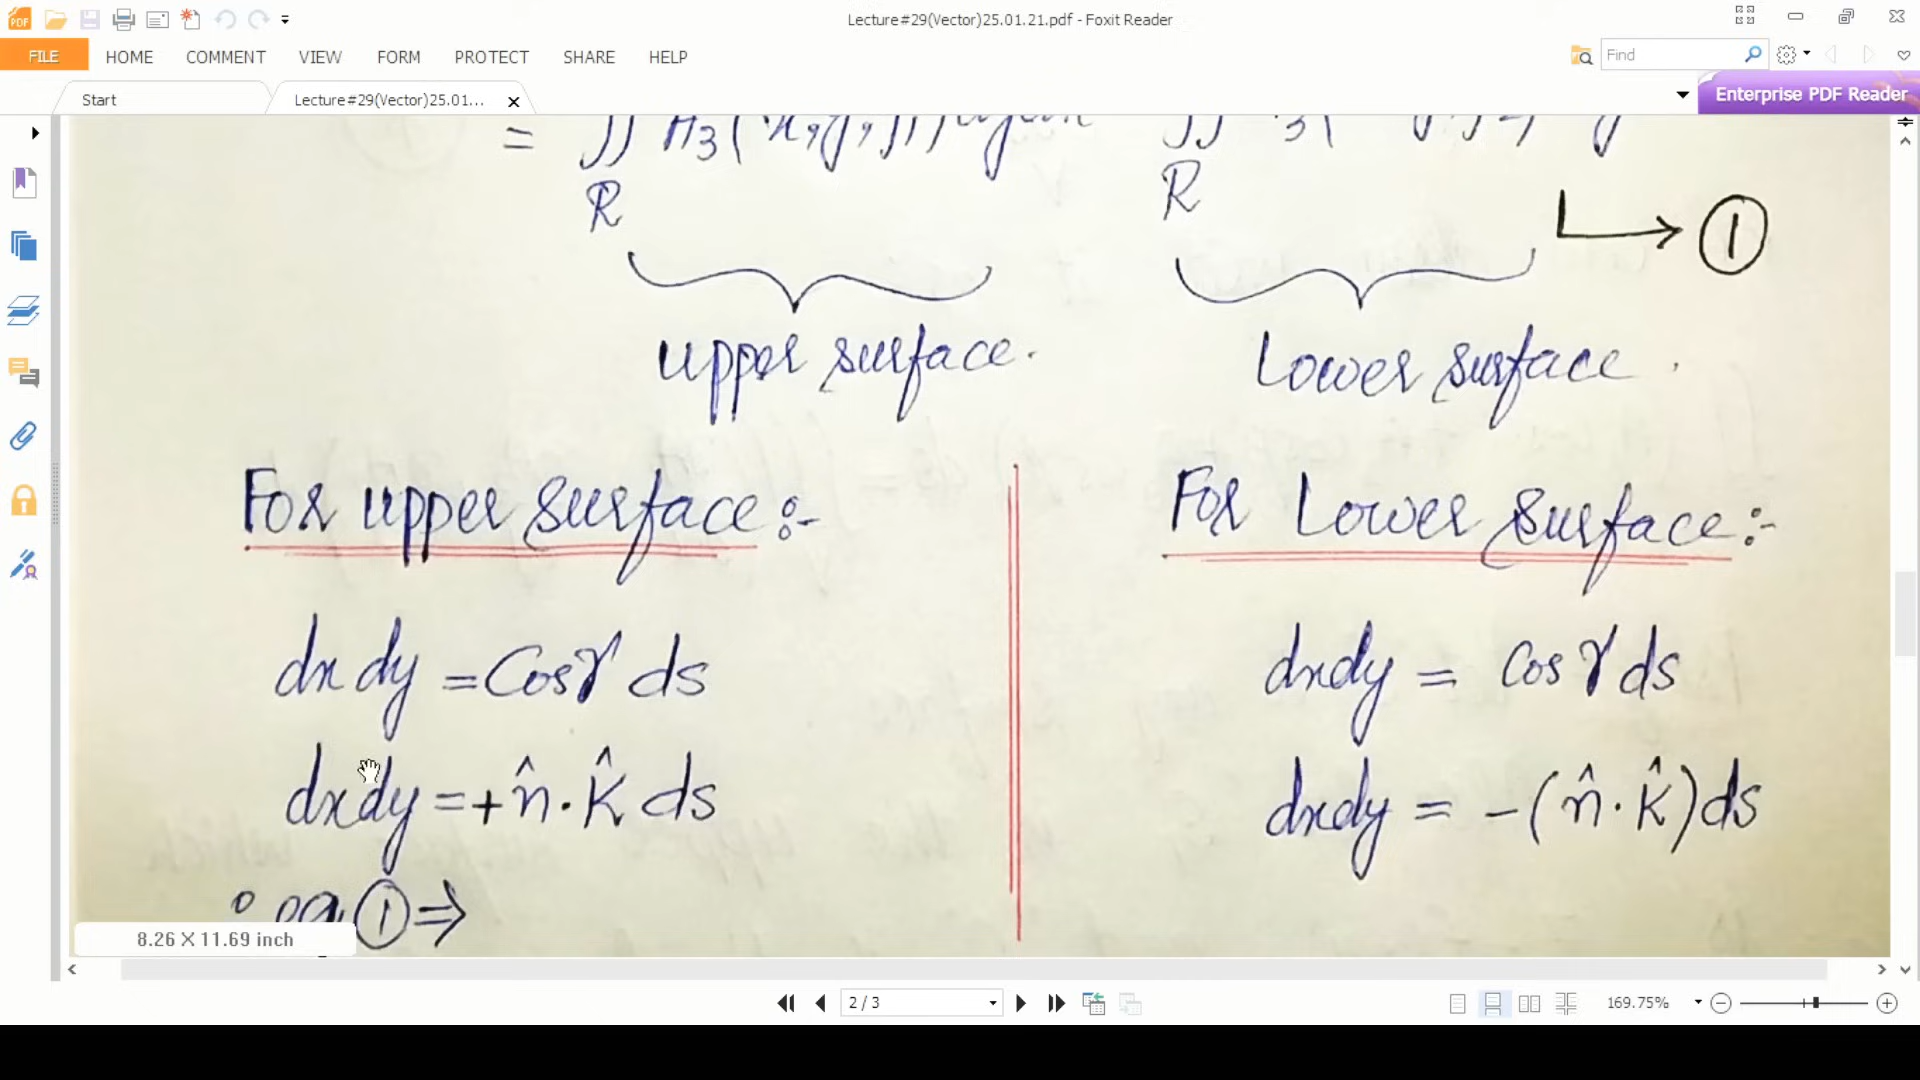 Lecture#29(Vector)25.01.21.pdf - Foxit Reader
FILE HOME COMMENT VIEW FORM PROTECT SHARE HELP
Find
Start Lecture#29(Vector)25.01...
Enterprise PDF Reader
=
R R
①
upper surface. Lower surface.
For upper surface:- For Lower surface:-
dx dy = Cosγ ds dxdy = Cos γ ds
dxdy = + n̂ . k̂ ds dxdy = -(n̂ . k̂) ds
① ⇒
8.26 X 11.69 inch
2 / 3 169.75%